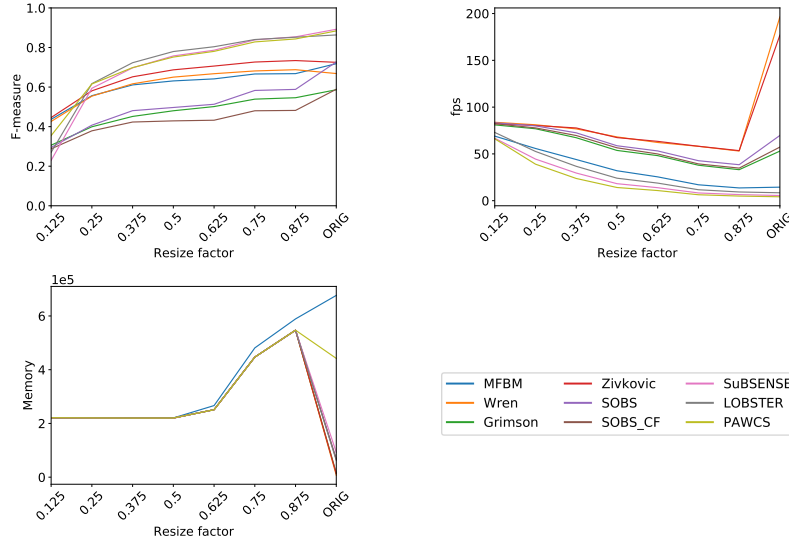 1.0
0.8
0.6
0.4
0.2
0.0
F-measure
0.125
0.25
0.375
0.5
0.625
0.75
0.875
ORIG
Resize factor
200
150
100
50
0
fps
0.125
0.25
0.375
0.5
0.625
0.75
0.875
ORIG
Resize factor
1e5
6
4
2
0
Memory
0.125
0.25
0.375
0.5
0.625
0.75
0.875
ORIG
Resize factor
MFBM
Wren
Grimson
Zivkovic
SOBS
SOBS_CF
SuBSENSE
LOBSTER
PAWCS